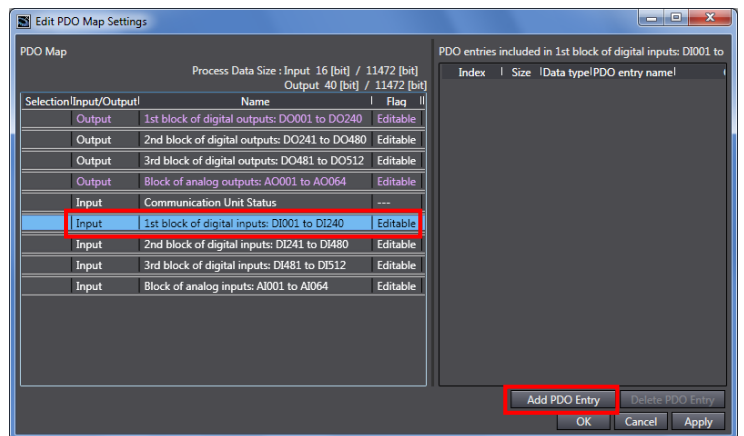 Edit PDO Map Settings
PDO Map
Process Data Size : Input 16 [bit] / 11472 [bit]
Output 40 [bit] / 11472 [bit]
Selection Input/Output Name Flag
Output 1st block of digital outputs: DO001 to DO240 Editable
Output 2nd block of digital outputs: DO241 to DO480 Editable
Output 3rd block of digital outputs: DO481 to DO512 Editable
Output Block of analog outputs: AO001 to AO064 Editable
Input Communication Unit Status ---
Input 1st block of digital inputs: DI001 to DI240 Editable
Input 2nd block of digital inputs: DI241 to DI480 Editable
Input 3rd block of digital inputs: DI481 to DI512 Editable
Input Block of analog inputs: AI001 to AI064 Editable
PDO entries included in 1st block of digital inputs: DI001 to
Index Size Data type PDO entry name
Add PDO Entry Delete PDO Entry
OK Cancel Apply